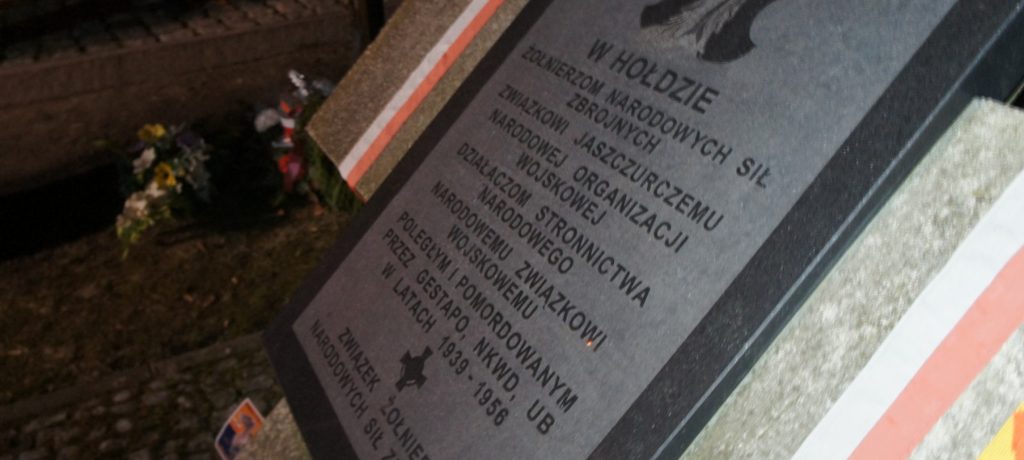 W HOŁDZIE
ŻOŁNIERZOM NARODOWYCH SIŁ
ZBROJNYCH
ZWIĄZKOWI JASZCZURCZEMU
NARODOWEJ ORGANIZACJI
WOJSKOWEJ
DZIAŁACZOM STRONNICTWA
NARODOWEGO
NARODOWEMU ZWIĄZKOWI
WOJSKOWEMU
POLEGŁYM I POMORDOWANYM
PRZEZ GESTAPO, NKWD, UB
W LATACH 1939 - 1956
ZWIĄZEK ŻOŁNIE
NARODOWYCH SIŁ Z